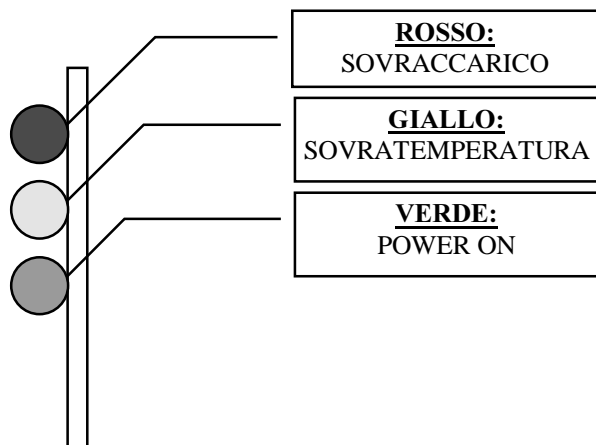 ROSSO:
SOVRACCARICO
GIALLO:
SOVRATEMPERATURA
VERDE:
POWER ON